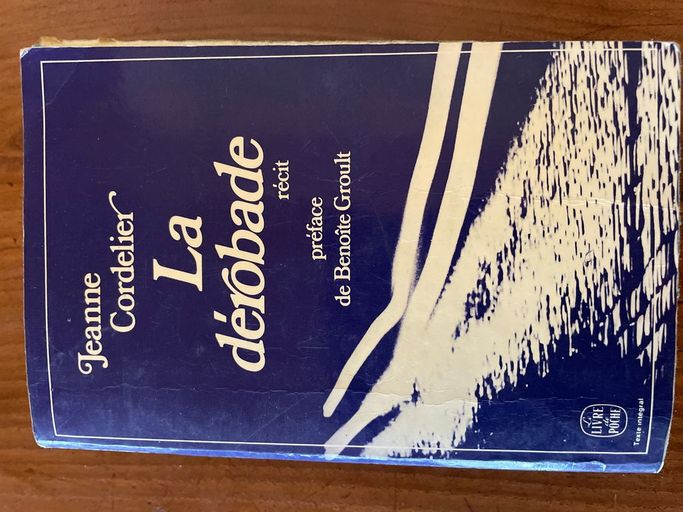 Jeanne
Cordelier
La
dérobade
récit
préface
de Benoîte Groult
Le
LIVRE
de
POCHE
Texte intégral